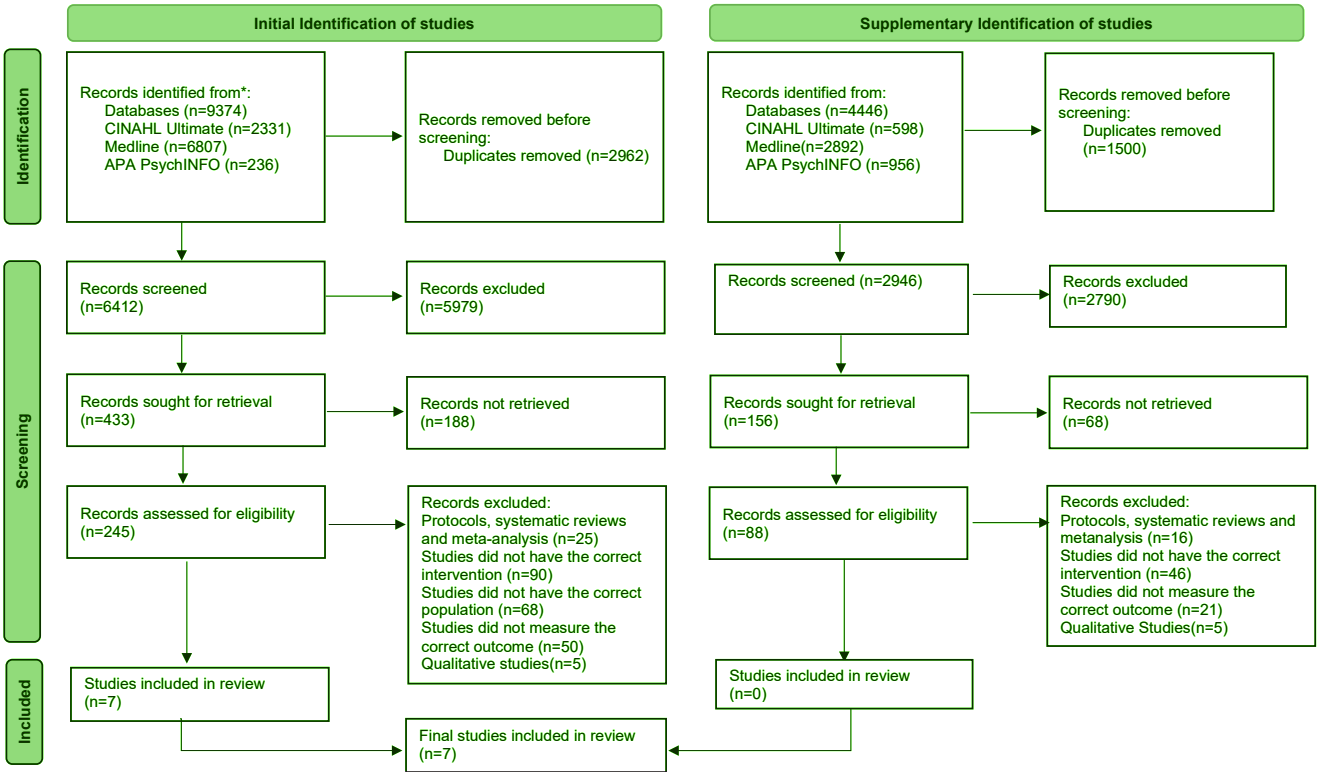 Initial Identification of studies
Supplementary Identification of studies
Identification
Records identified from*:
Databases (n=9374)
CINAHL Ultimate (n=2331)
Medline (n=6807)
APA PsychINFO (n=236)
Records removed before
screening:
Duplicates removed (n=2962)
Records identified from:
Databases (n=4446)
CINAHL Ultimate (n=598)
Medline(n=2892)
APA PsychINFO (n=956)
Records removed before
screening:
Duplicates removed
(n=1500)
Screening
Records screened
(n=6412)
Records excluded
(n=5979)
Records screened (n=2946)
Records excluded
(n=2790)
Records sought for retrieval
(n=433)
Records not retrieved
(n=188)
Records sought for retrieval
(n=156)
Records not retrieved
(n=68)
Records assessed for eligibility
(n=245)
Records excluded:
Protocols, systematic reviews
and meta-analysis (n=25)
Studies did not have the correct
intervention (n=90)
Studies did not have the correct
population (n=68)
Studies did not measure the
correct outcome (n=50)
Qualitative studies(n=5)
Records assessed for eligibility
(n=88)
Records excluded:
Protocols, systematic reviews and
metanalysis (n=16)
Studies did not have the correct
intervention (n=46)
Studies did not measure the
correct outcome (n=21)
Qualitative Studies(n=5)
Included
Studies included in review
(n=7)
Studies included in review
(n=0)
Final studies included in review
(n=7)